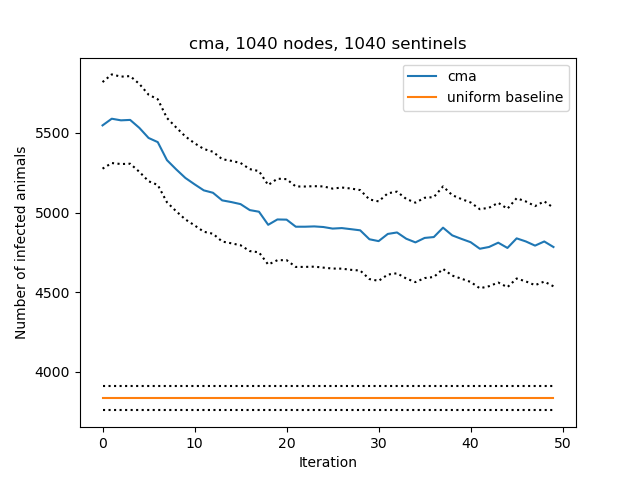 cma, 1040 nodes, 1040 sentinels
cma
uniform baseline
Number of infected animals
5500
5000
4500
4000
0 10 20 30 40 50
Iteration